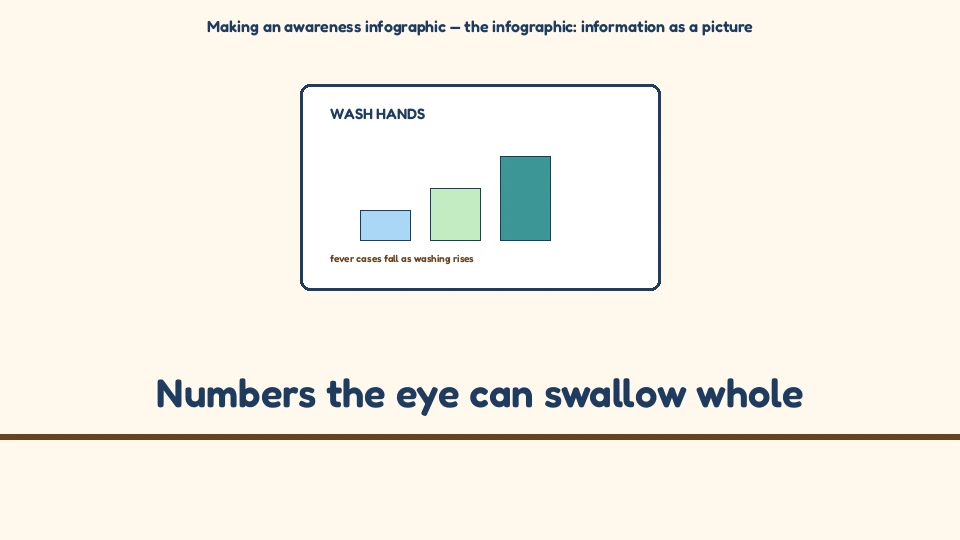 Making an awareness infographic — the infographic: information as a picture
WASH HANDS
fever cases fall as washing rises
Numbers the eye can swallow whole